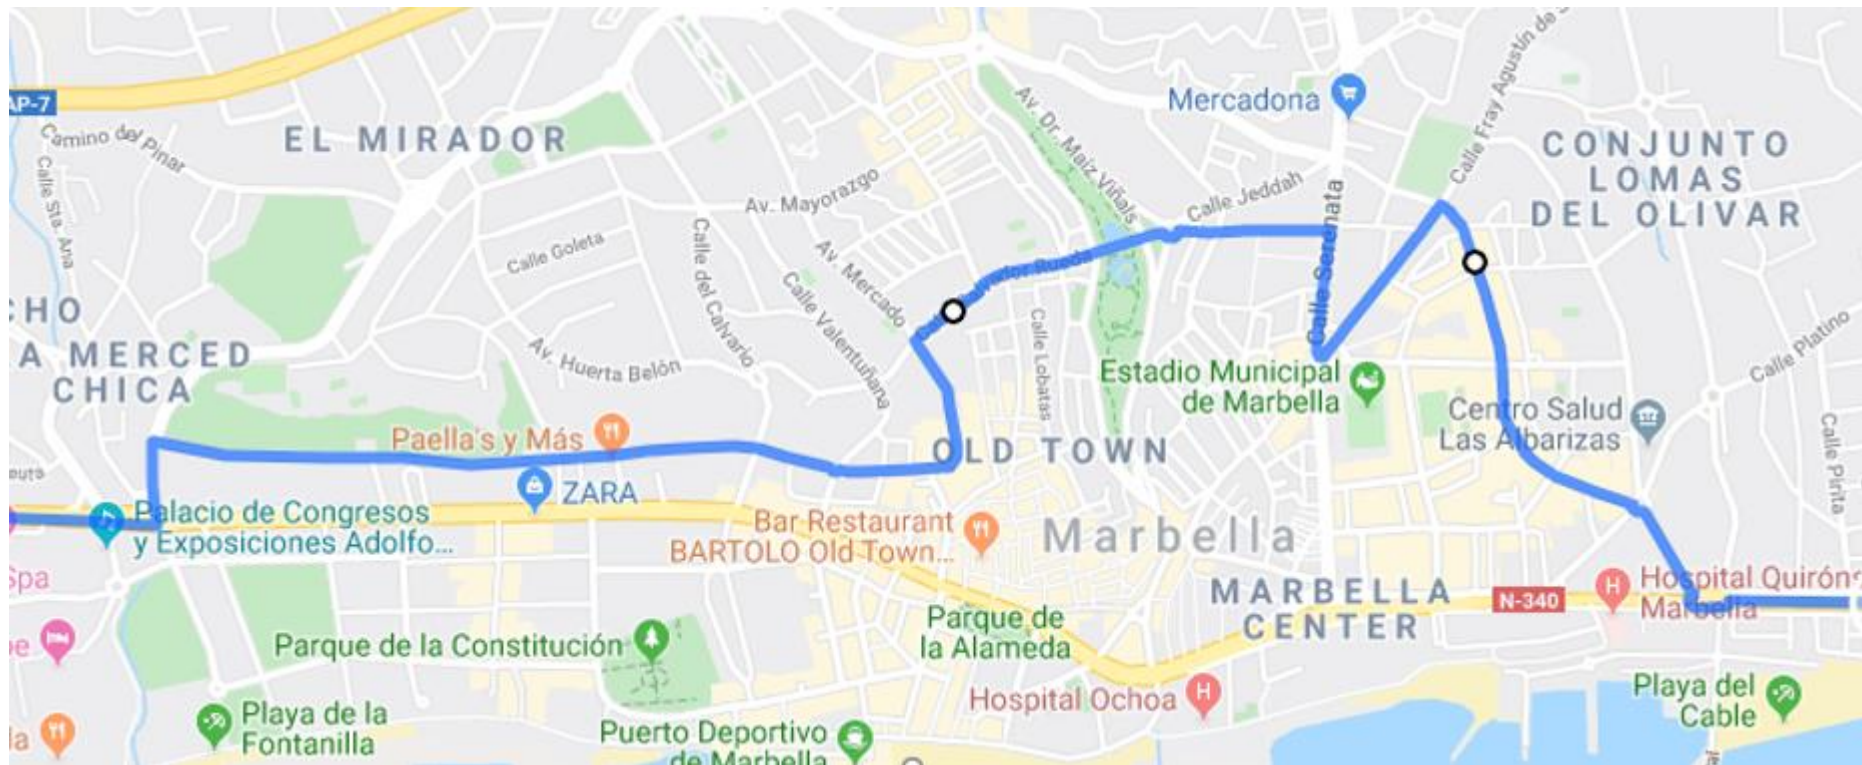 AP-7
Camino del Pinar
Calle Sta. Ana
EL MIRADOR
Av. Dr. Maíz Viñals
Mercadona
Calle Fray Agustín de S
CONJUNTO
LOMAS
DEL OLIVAR
Av. Mayorazgo
Calle Jeddah
Calle Serenata
Calle Goleta
Calle del Calvario
Av. Mercado
Calle Valentuñana
vador Rueda
Calle Lobatas
CHO
A MERCED
CHICA
Av. Huerta Belón
Estadio Municipal
de Marbella
Calle Platino
Centro Salud
Las Albarizas
Calle Pirita
Paella's y Más
OLD TOWN
ZARA
Palacio de Congresos
y Exposiciones Adolfo...
Bar Restaurant
BARTOLO Old Town...
Marbella
Spa
MARBELLA
CENTER
N-340
Hospital Quiróns
Marbella
Parque de
la Alameda
Parque de la Constitución
Hospital Ochoa
Playa del
Cable
Playa de la
Fontanilla
Puerto Deportivo
de Marbella